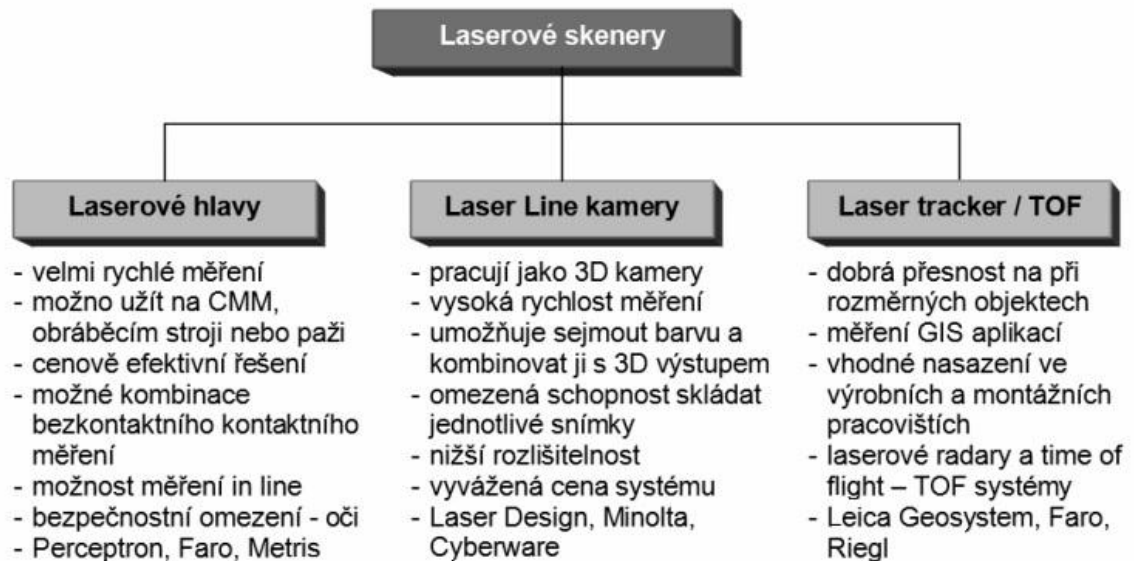 Laserové skenery
Laserové hlavy
- velmi rychlé měření
- možno užít na CMM,
obráběcím stroji nebo paži
- cenově efektivní řešení
- možné kombinace
bezkontaktního kontaktního
měření
- možnost měření in line
- bezpečnostní omezení - oči
- Perceptron, Faro, Metris
Laser Line kamery
- pracují jako 3D kamery
- vysoká rychlost měření
- umožňuje sejmout barvu a
kombinovat ji s 3D výstupem
- omezená schopnost skládat
jednotlivé snímky
- nižší rozlišitelnost
- vyvážená cena systému
- Laser Design, Minolta,
Cyberware
Laser tracker / TOF
- dobrá přesnost na při
rozměrných objektech
- měření GIS aplikací
- vhodné nasazení ve
výrobních a montážních
pracovištích
- laserové radary a time of
flight – TOF systémy
- Leica Geosystem, Faro,
Riegl